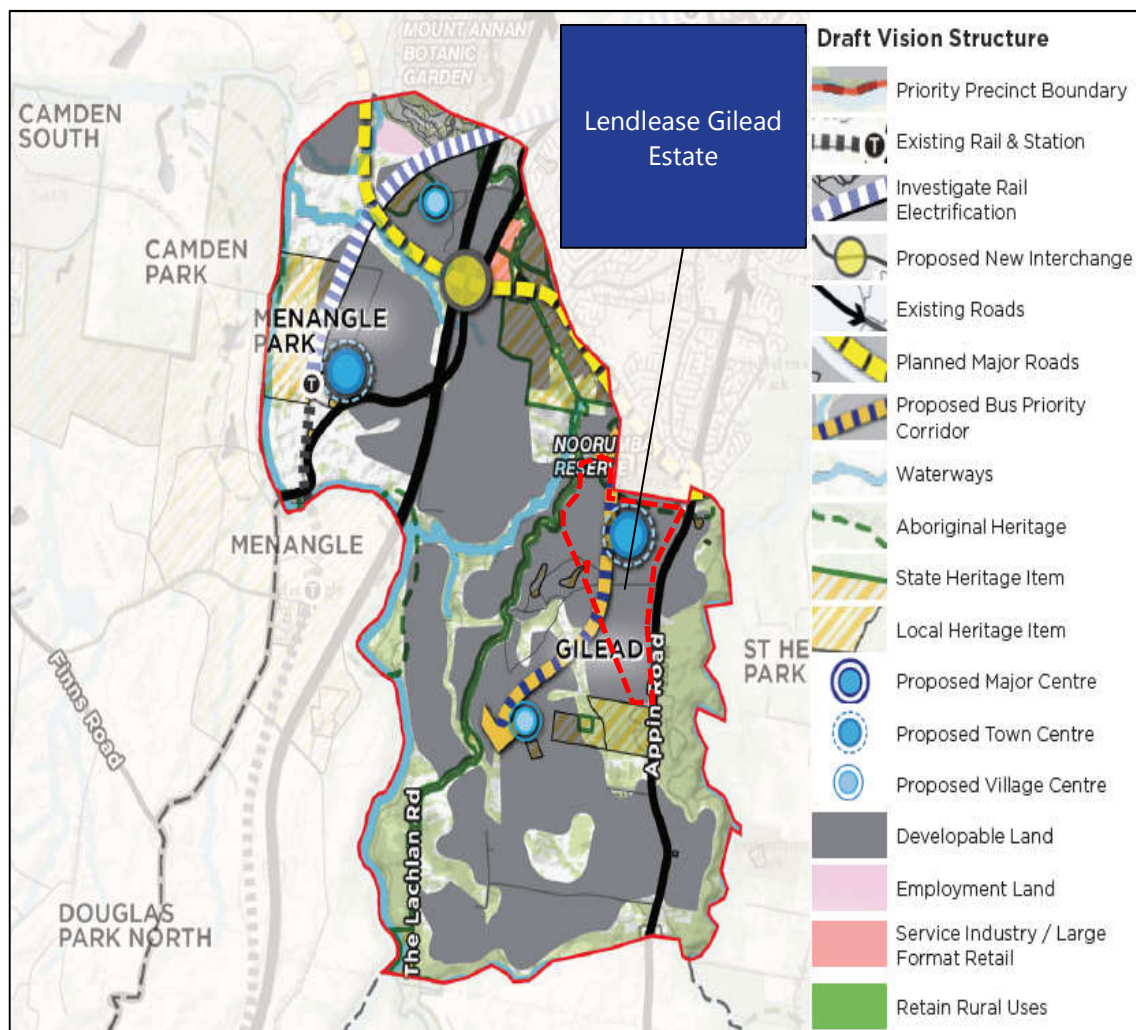 MOUNT ANNAN
BOTANIC
GARDEN
CAMDEN
SOUTH
CAMDEN
PARK
MENANGLE
PARK
T
NOORUMBA
RESERVE
MENANGLE
T
GILEAD
ST HE
PARK
Appin Road
Finns Road
The Lachlan Rd
DOUGLAS
PARK NORTH
Lendlease Gilead
Estate
Draft Vision Structure
Priority Precinct Boundary
T
Existing Rail & Station
Investigate Rail
Electrification
Proposed New Interchange
Existing Roads
Planned Major Roads
Proposed Bus Priority
Corridor
Waterways
Aboriginal Heritage
State Heritage Item
Local Heritage Item
Proposed Major Centre
Proposed Town Centre
Proposed Village Centre
Developable Land
Employment Land
Service Industry / Large
Format Retail
Retain Rural Uses